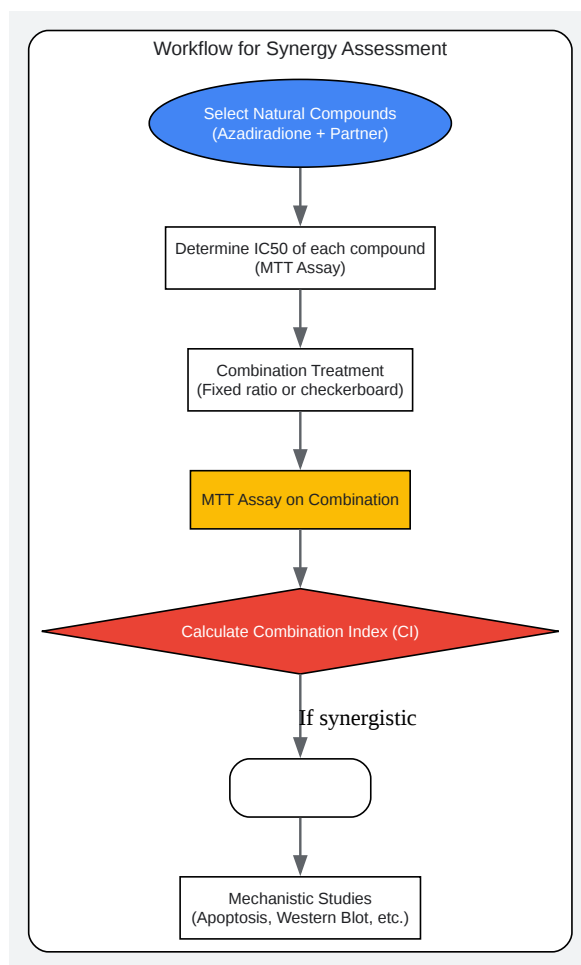 Workflow for Synergy Assessment
Select Natural Compounds
(Azadiradione + Partner)
Determine IC50 of each compound
(MTT Assay)
Combination Treatment
(Fixed ratio or checkerboard)
MTT Assay on Combination
Calculate Combination Index (CI)
If synergistic
Mechanistic Studies
(Apoptosis, Western Blot, etc.)